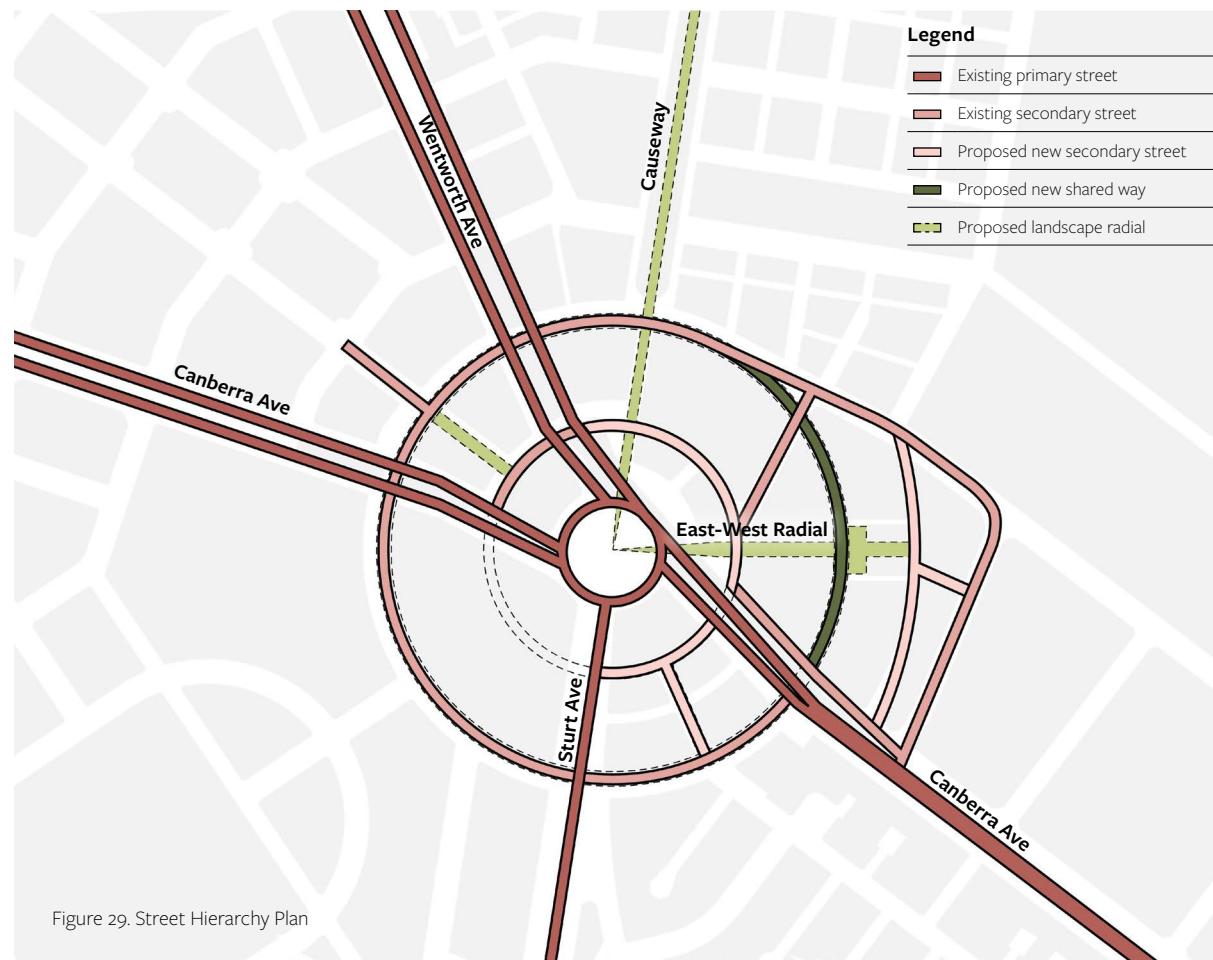 Legend
Existing primary street
Existing secondary street
Proposed new secondary street
Proposed new shared way
Proposed landscape radial
Wentworth Ave
Causeway
Canberra Ave
East-West Radial
Sturt Ave
Canberra Ave
Figure 29. Street Hierarchy Plan